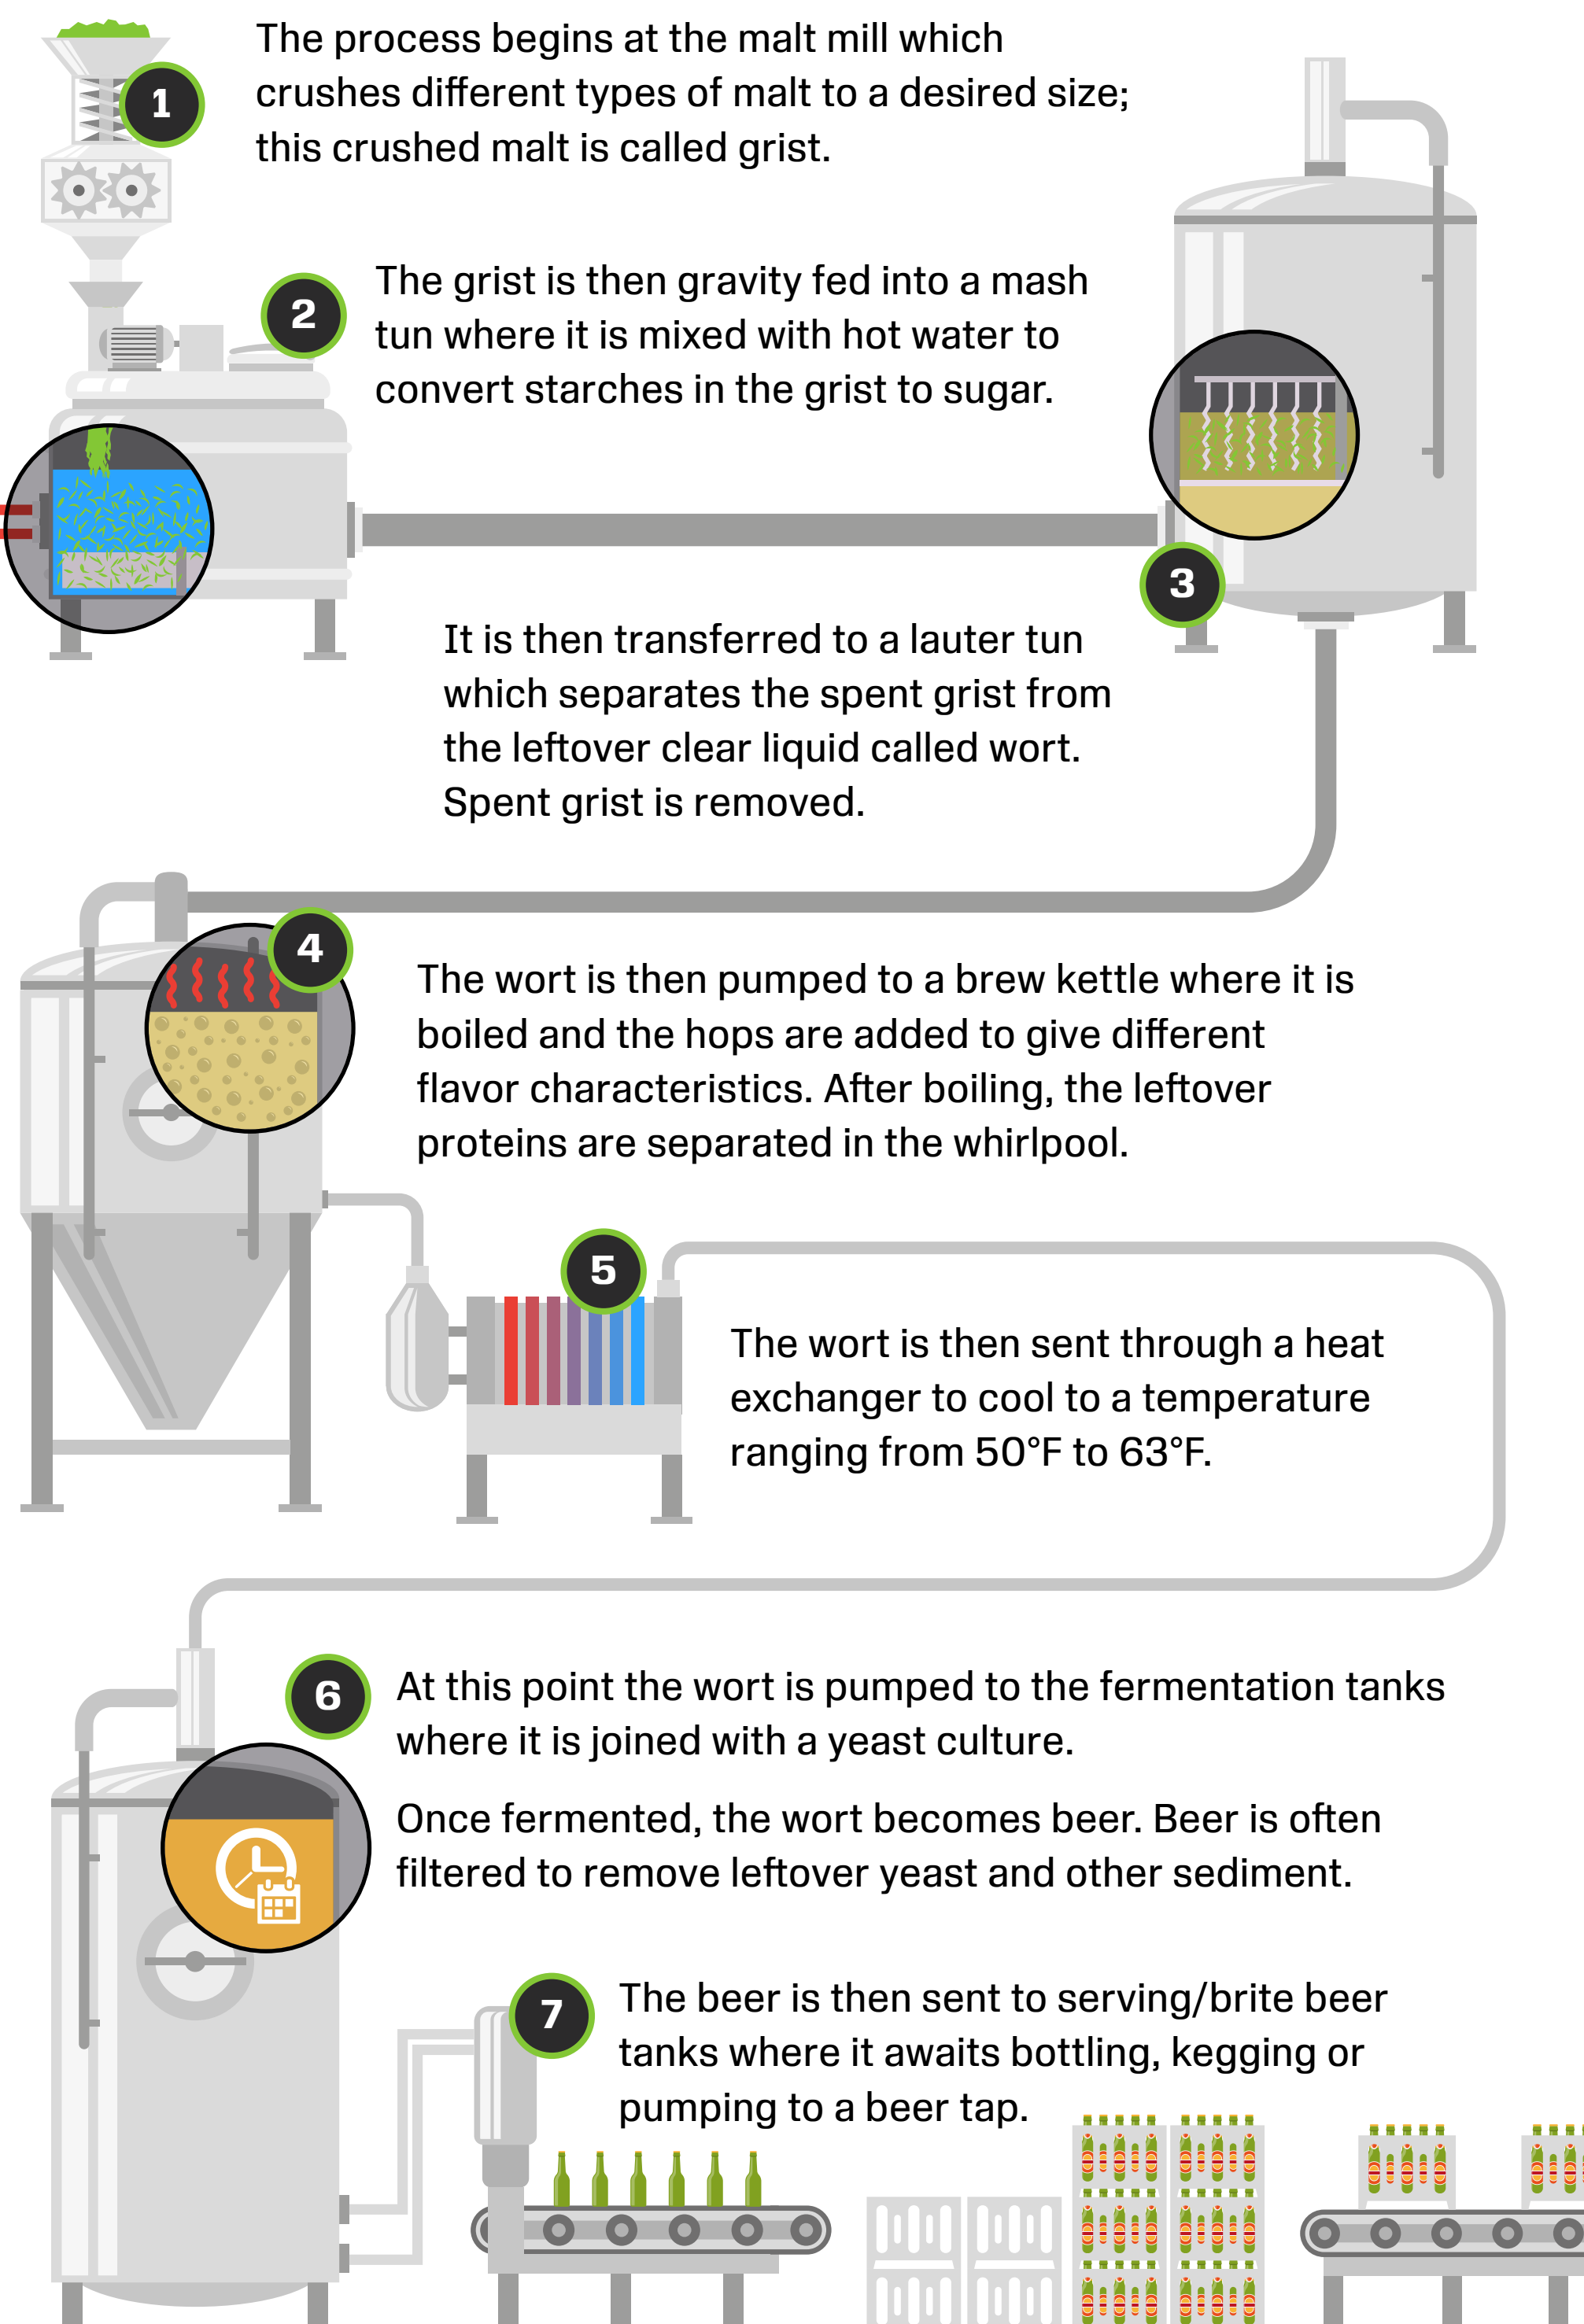 1
The process begins at the malt mill which
crushes different types of malt to a desired size;
this crushed malt is called grist.
2
The grist is then gravity fed into a mash
tun where it is mixed with hot water to
convert starches in the grist to sugar.
3
It is then transferred to a lauter tun
which separates the spent grist from
the leftover clear liquid called wort.
Spent grist is removed.
4
The wort is then pumped to a brew kettle where it is
boiled and the hops are added to give different
flavor characteristics. After boiling, the leftover
proteins are separated in the whirlpool.
5
The wort is then sent through a heat
exchanger to cool to a temperature
ranging from 50°F to 63°F.
6
At this point the wort is pumped to the fermentation tanks
where it is joined with a yeast culture.
Once fermented, the wort becomes beer. Beer is often
filtered to remove leftover yeast and other sediment.
7
The beer is then sent to serving/brite beer
tanks where it awaits bottling, kegging or
pumping to a beer tap.